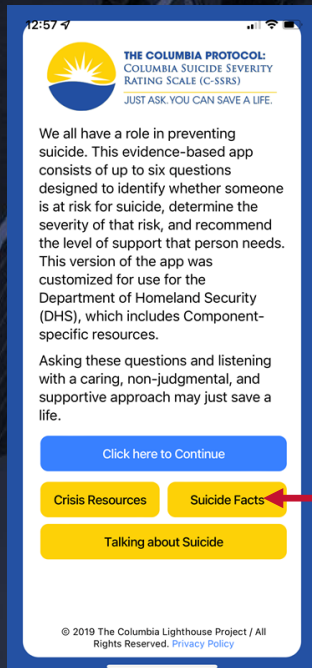 12:57
THE COLUMBIA PROTOCOL:
COLUMBIA SUICIDE SEVERITY
RATING SCALE (C-SSRS)
JUST ASK. YOU CAN SAVE A LIFE.
We all have a role in preventing
suicide. This evidence-based app
consists of up to six questions
designed to identify whether someone
is at risk for suicide, determine the
severity of that risk, and recommend
the level of support that person needs.
This version of the app was
customized for use for the
Department of Homeland Security
(DHS), which includes Component-
specific resources.
Asking these questions and listening
with a caring, non-judgmental, and
supportive approach may just save a
life.
Click here to Continue
Crisis Resources Suicide Facts
Talking about Suicide
© 2019 The Columbia Lighthouse Project / All
Rights Reserved. Privacy Policy